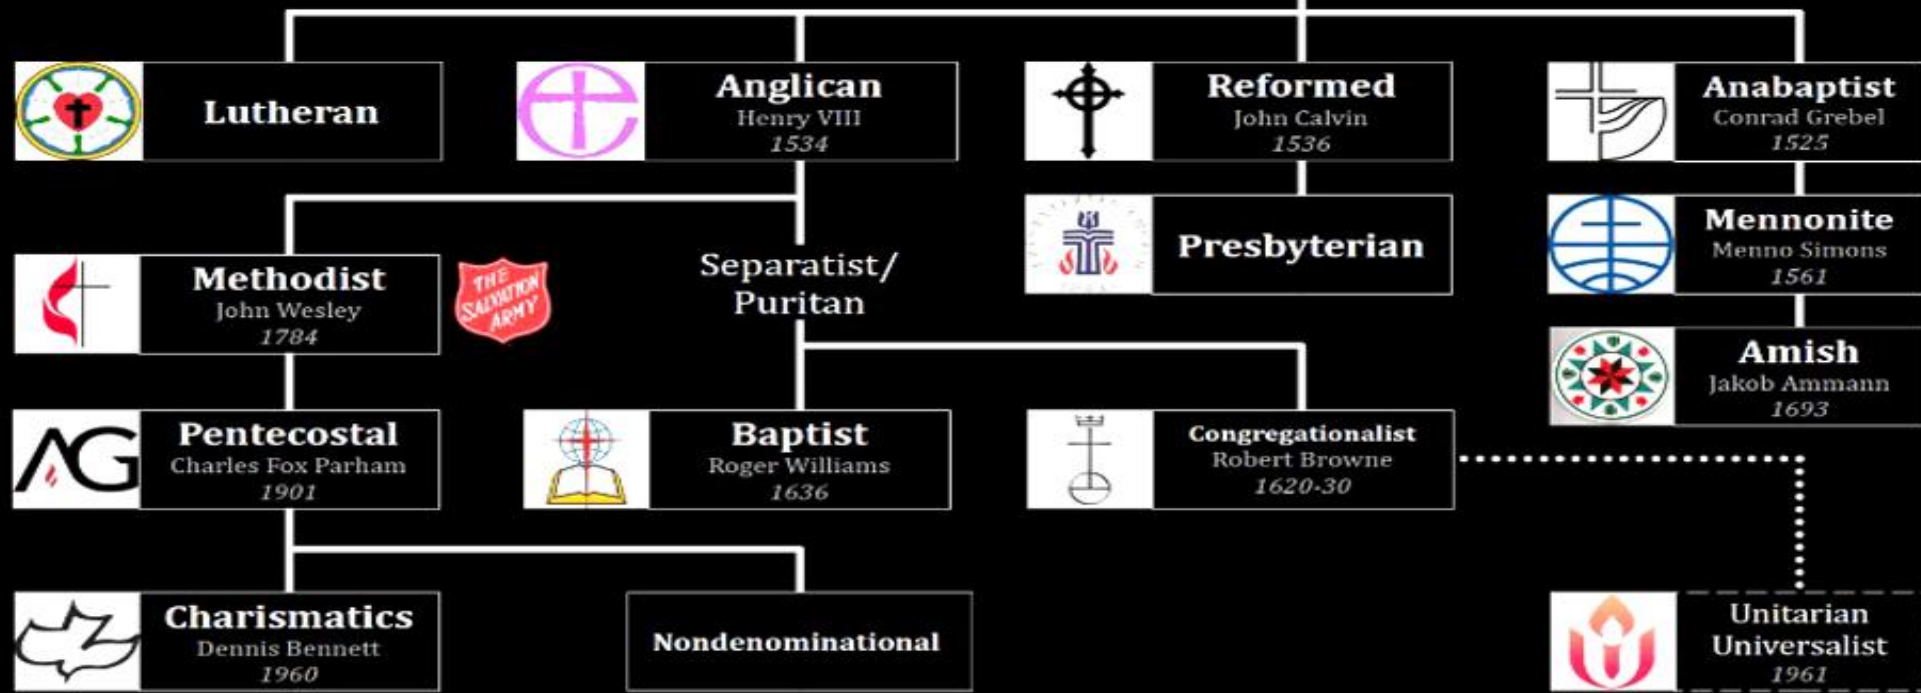 Lutheran
Anglican
Henry VIII
1534
Reformed
John Calvin
1536
Anabaptist
Conrad Grebel
1525
Presbyterian
Mennonite
Menno Simons
1561
Methodist
John Wesley
1784
THE
SALVATION
ARMY
Separatist/
Puritan
Amish
Jakob Ammann
1693
AG
Pentecostal
Charles Fox Parham
1901
Baptist
Roger Williams
1636
Congregationalist
Robert Browne
1620-30
Charismatics
Dennis Bennett
1960
Nondenominational
Unitarian
Universalist
1961